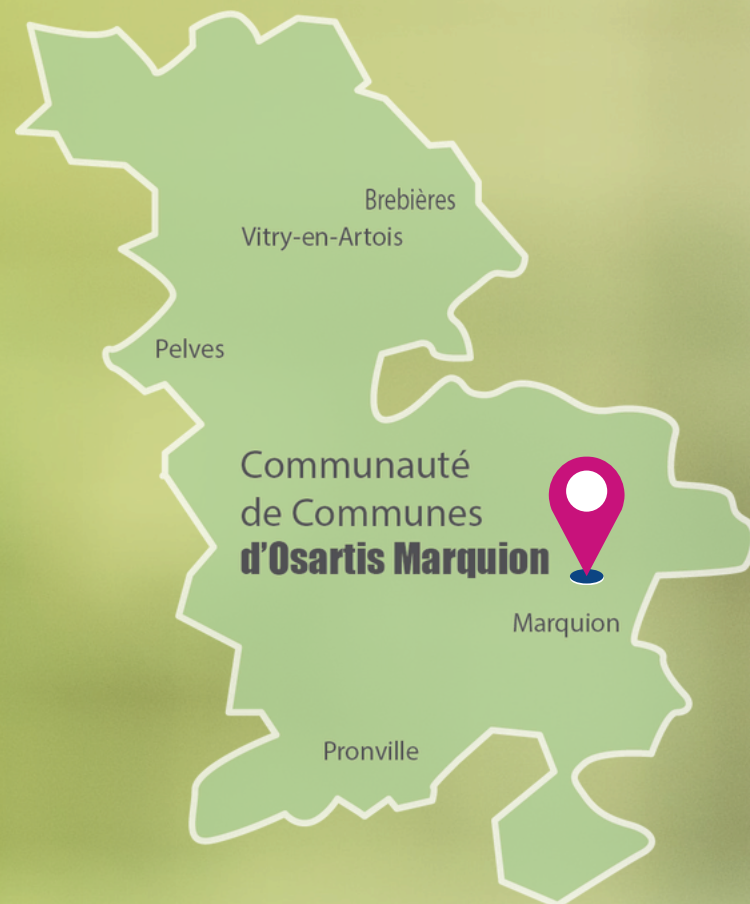 Brebières
Vitry-en-Artois
Pelves
Communauté
de Communes
d'Osartis Marquion
Marquion
Pronville